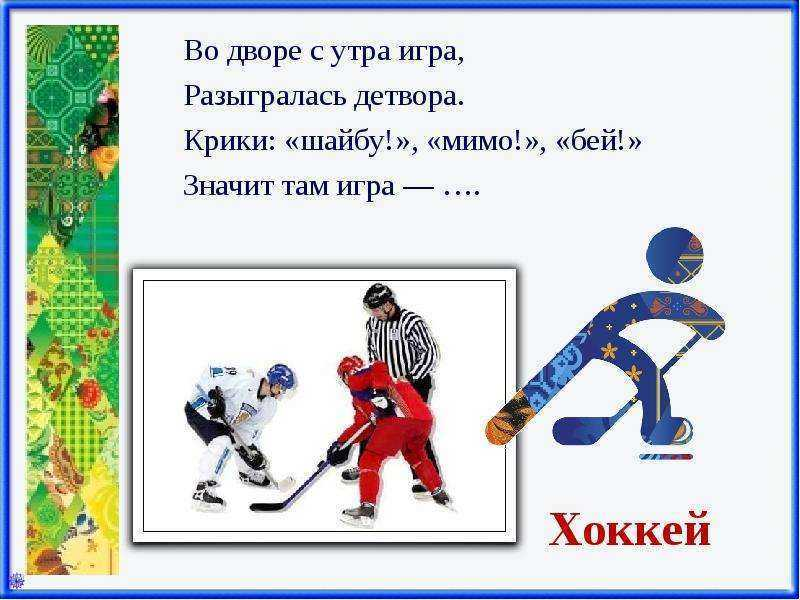 Во дворе с утра игра,
Разыгралась детвора.
Крики: «шайбу!», «мимо!», «бей!»
Значит там игра — ….
Хоккей